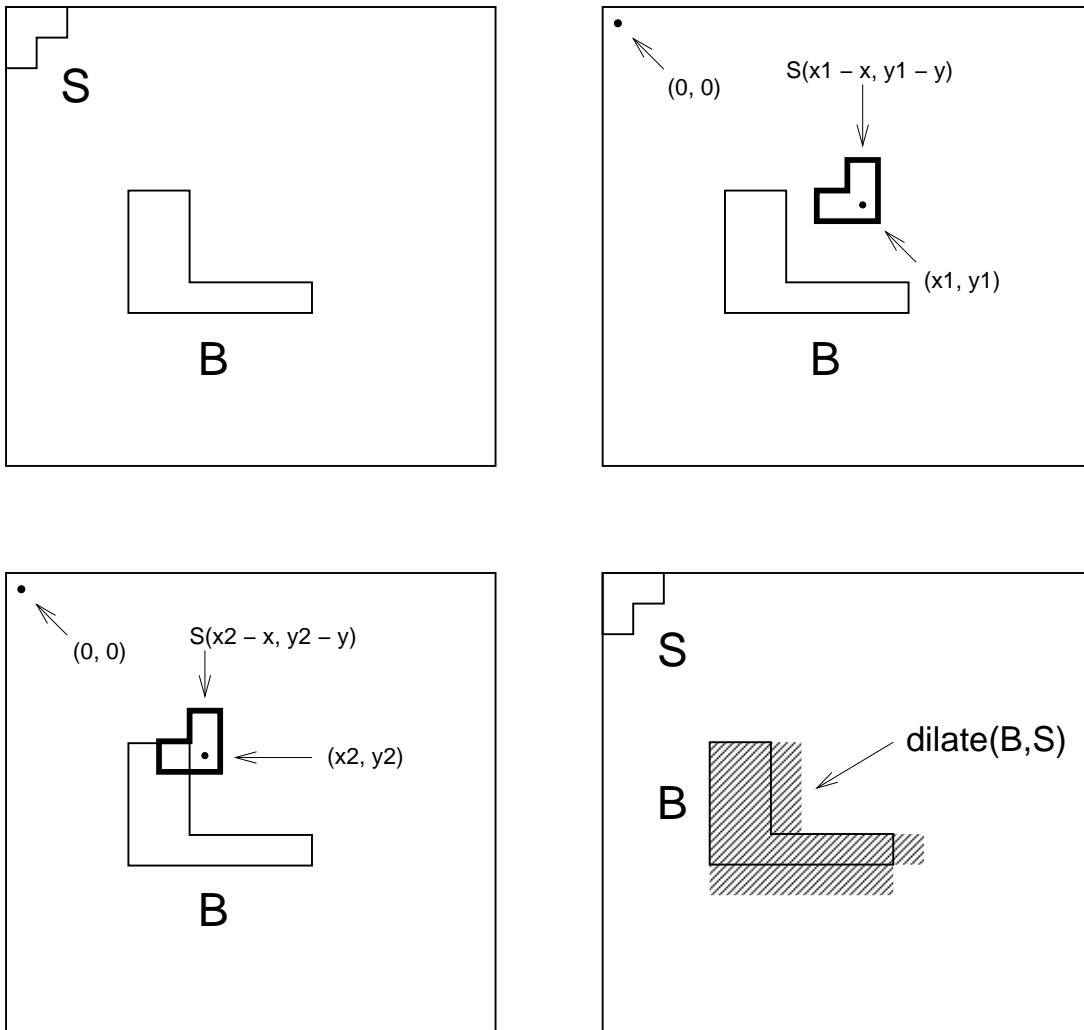 S
B
(0, 0)
S(x1 − x, y1 − y)
(x1, y1)
B
(0, 0)
S(x2 − x, y2 − y)
(x2, y2)
B
S
dilate(B,S)
B